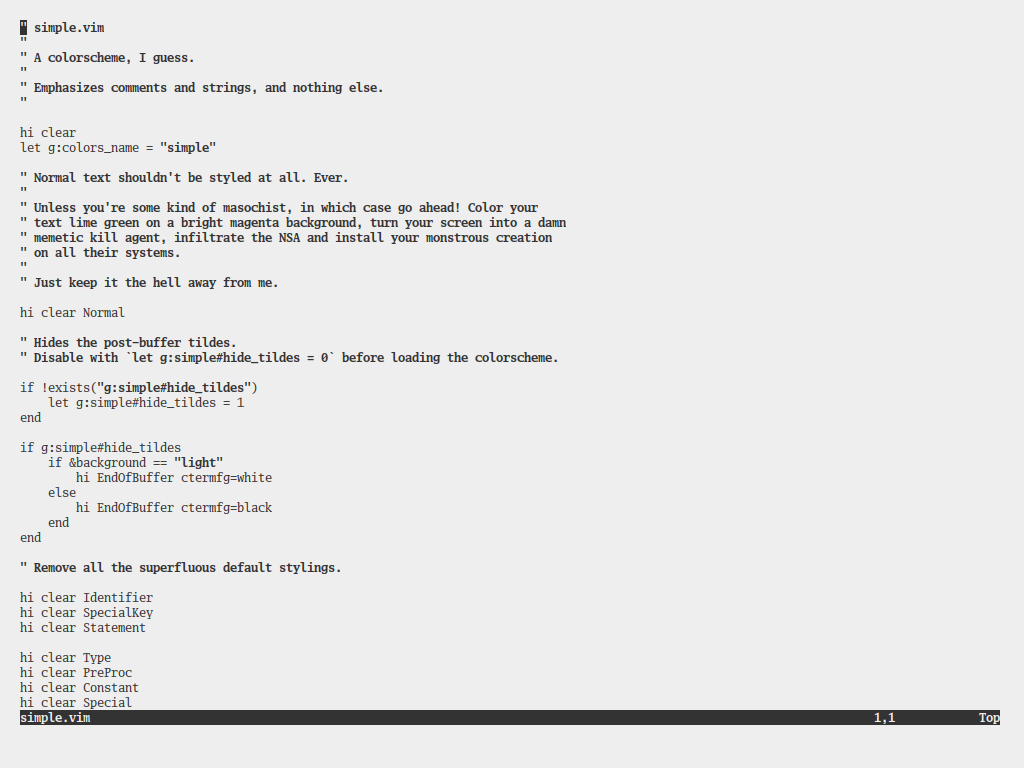 " simple.vim
"
" A colorscheme, I guess.
"
" Emphasizes comments and strings, and nothing else.
"

hi clear
let g:colors_name = "simple"

" Normal text shouldn't be styled at all. Ever.
"
" Unless you're some kind of masochist, in which case go ahead! Color your
" text lime green on a bright magenta background, turn your screen into a damn
" memetic kill agent, infiltrate the NSA and install your monstrous creation
" on all their systems.
"
" Just keep it the hell away from me.

hi clear Normal

" Hides the post-buffer tildes.
" Disable with `let g:simple#hide_tildes = 0` before loading the colorscheme.

if !exists("g:simple#hide_tildes")
    let g:simple#hide_tildes = 1
end

if g:simple#hide_tildes
    if &background == "light"
        hi EndOfBuffer ctermfg=white
    else
        hi EndOfBuffer ctermfg=black
    end
end

" Remove all the superfluous default stylings.

hi clear Identifier
hi clear SpecialKey
hi clear Statement

hi clear Type
hi clear PreProc
hi clear Constant
hi clear Special
simple.vim 1,1 Top